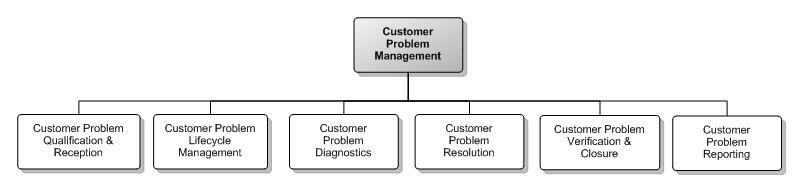 Customer
Problem
Management
Customer Problem
Qualification &
Reception
Customer Problem
Lifecycle
Management
Customer
Problem
Diagnostics
Customer
Problem
Resolution
Customer Problem
Verification &
Closure
Customer
Problem
Reporting